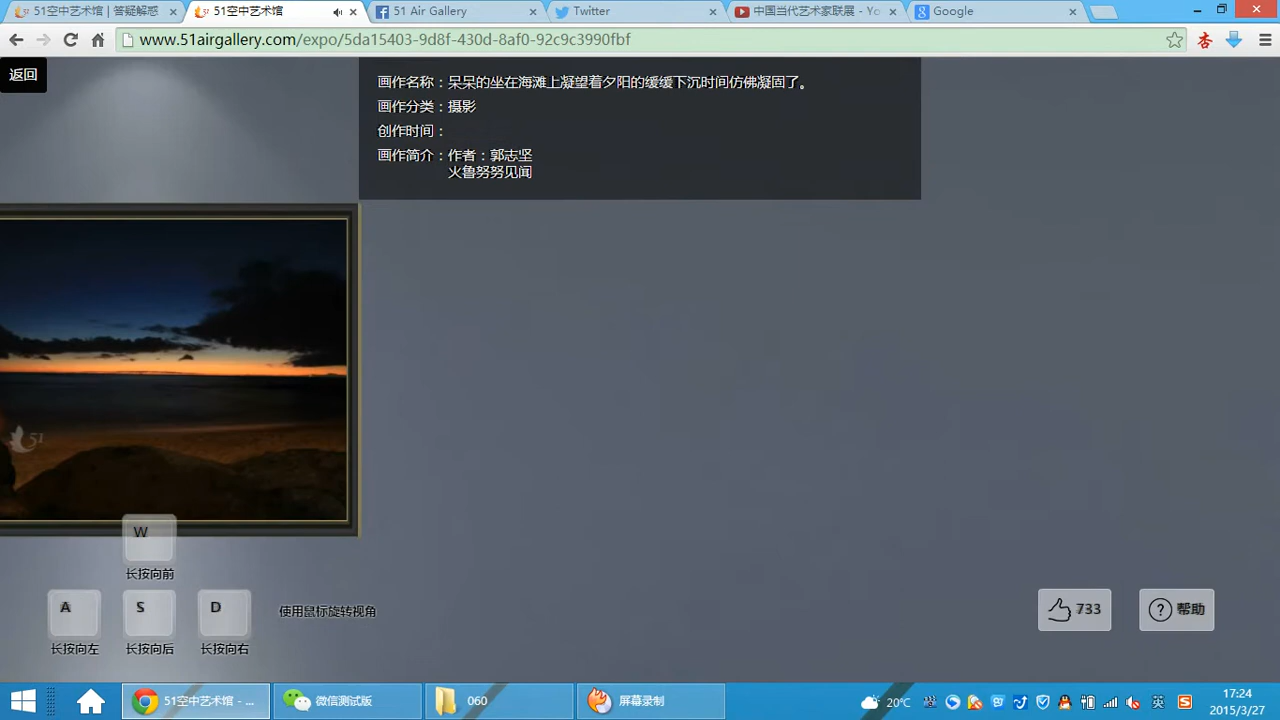 51空中艺术馆 | 答疑解惑
51空中艺术馆
51 Air Gallery
Twitter
中国当代艺术家联展 - Yo
Google
www.51airgallery.com/expo/5da15403-9d8f-430d-8af0-92c9c3990fbf
返回
画作名称：呆呆的坐在海滩上凝望着夕阳的缓缓下沉时间仿佛凝固了。
画作分类：摄影
创作时间：
画作简介：作者：郭志坚
火鲁努努见闻
51
W
长按向前
A
S
D
使用鼠标旋转视角
长按向左
长按向后
长按向右
733
帮助
51空中艺术馆 - ...
微信测试版
060
屏幕录制
20℃
英
17:24
2015/3/27